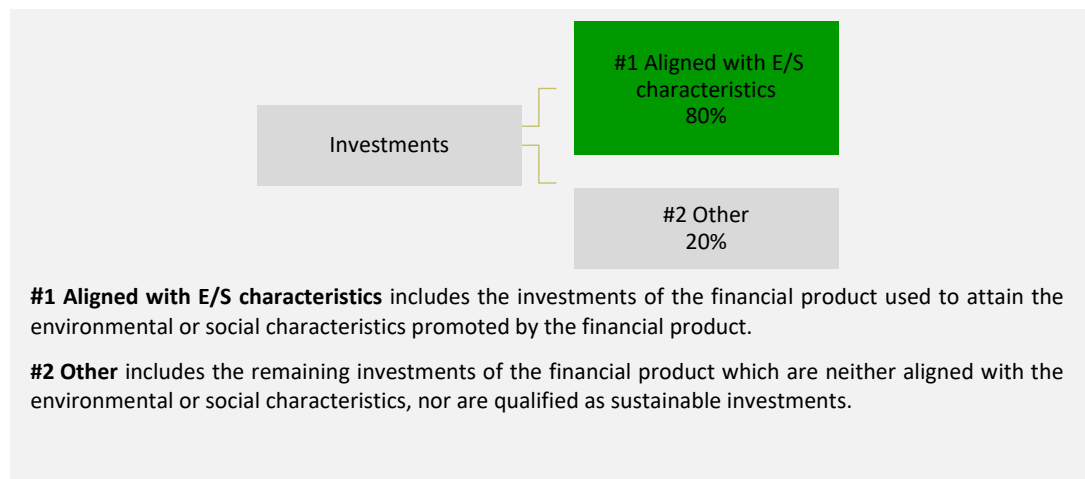 #1 Aligned with E/S
characteristics
80%
Investments
#2 Other
20%
#1 Aligned with E/S characteristics includes the investments of the financial product used to attain the
environmental or social characteristics promoted by the financial product.
#2 Other includes the remaining investments of the financial product which are neither aligned with the
environmental or social characteristics, nor are qualified as sustainable investments.